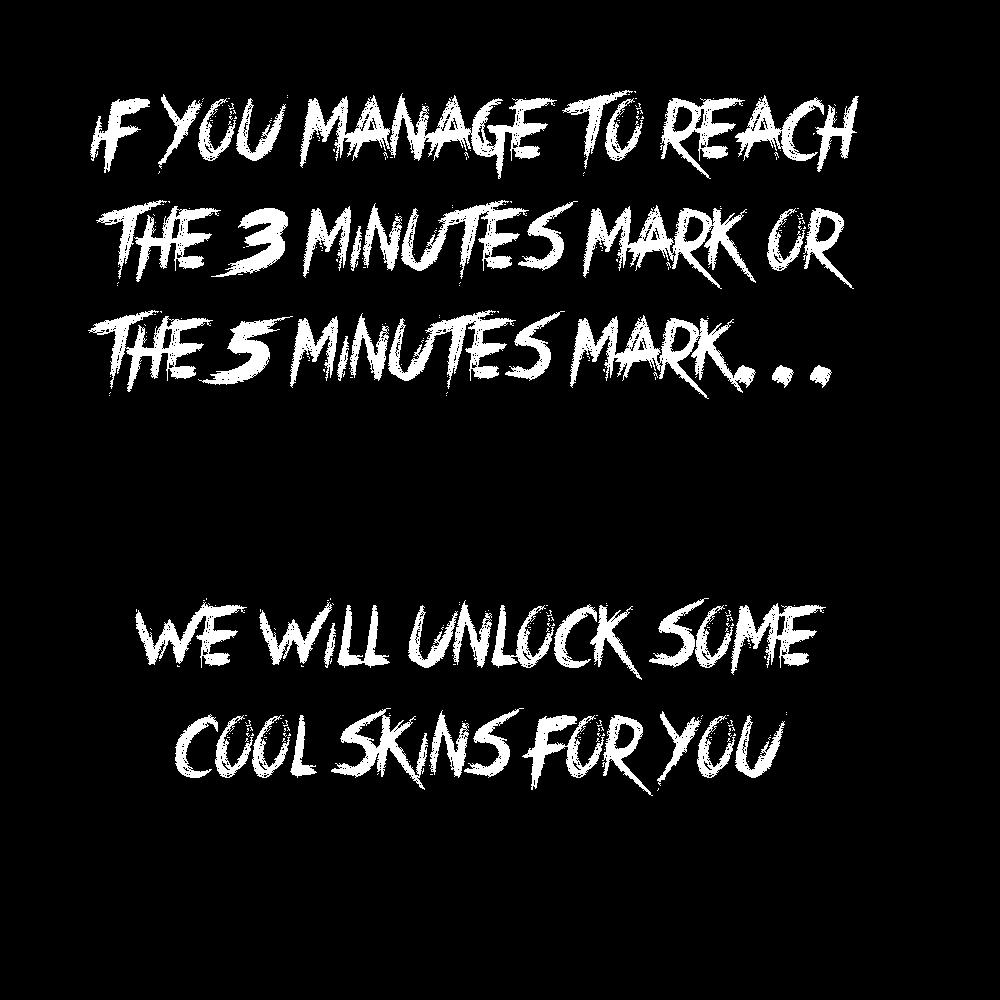 IF YOU MANAGE TO REACH
THE 3 MINUTES MARK OR
THE 5 MINUTES MARK...
WE WILL UNLOCK SOME
COOL SKINS FOR YOU